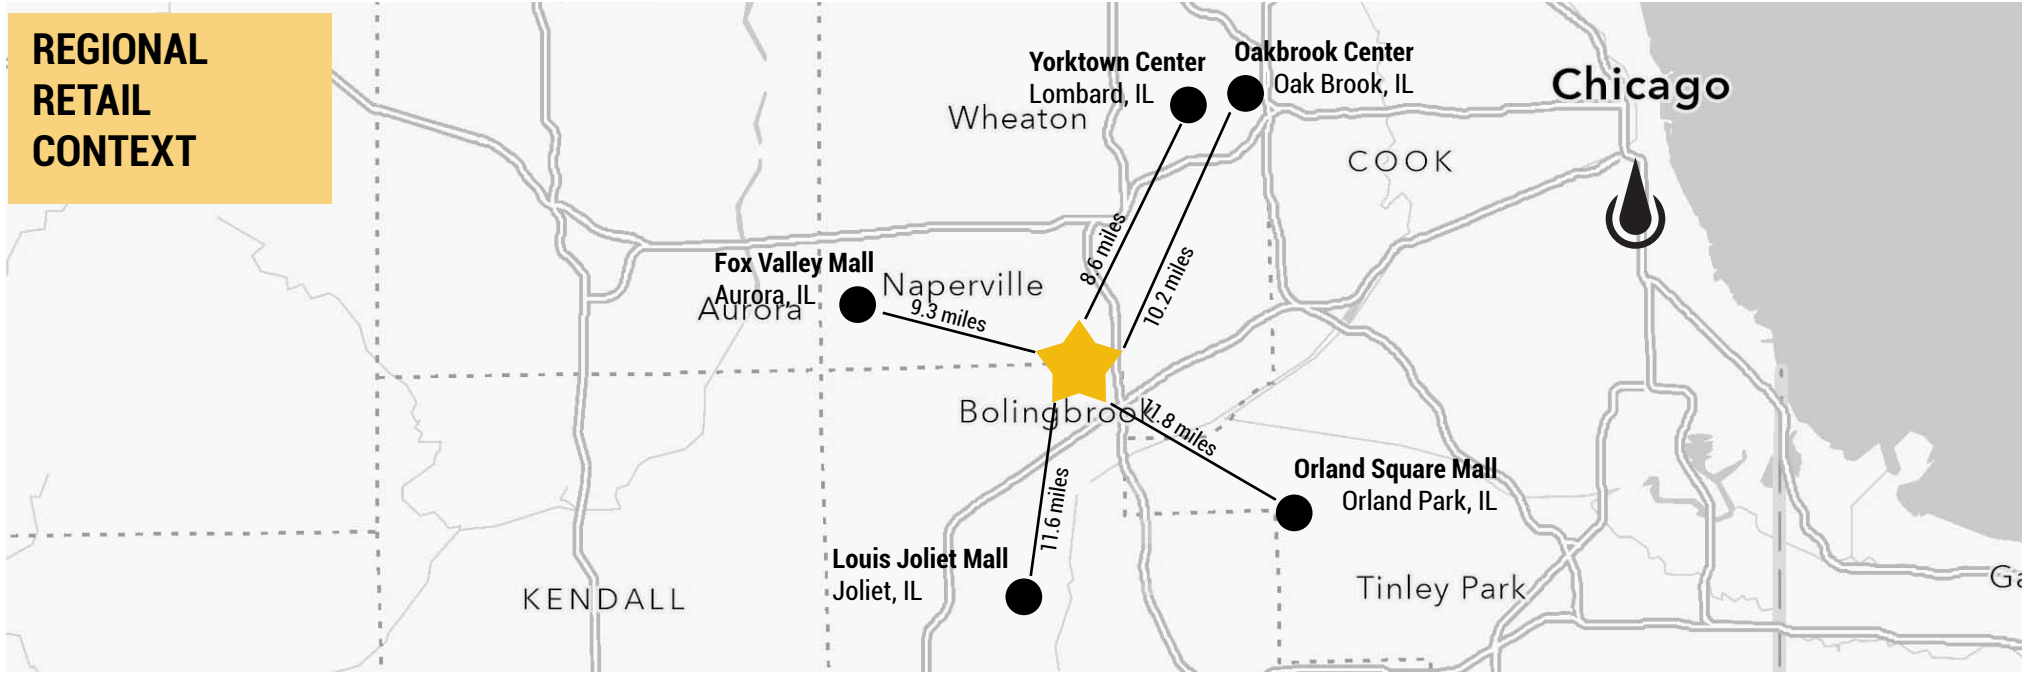 REGIONAL
RETAIL
CONTEXT
Yorktown Center
Lombard, IL
Oakbrook Center
Oak Brook, IL
Chicago
Wheaton
COOK
8.6 miles
10.2 miles
Fox Valley Mall
Aurora, IL
Aurora
Naperville
9.3 miles
Bolingbrook
11.8 miles
11.6 miles
Orland Square Mall
Orland Park, IL
Louis Joliet Mall
Joliet, IL
KENDALL
Tinley Park
Ga